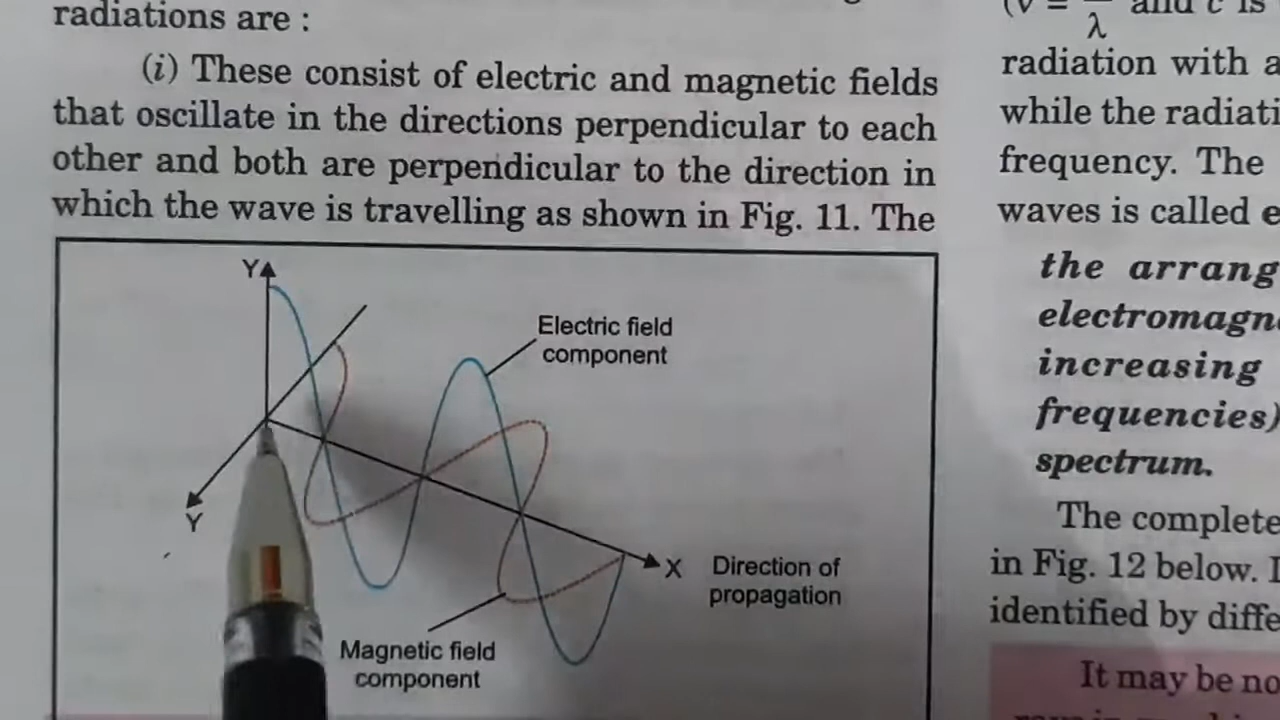 radiations are :
(i) These consist of electric and magnetic fields
that oscillate in the directions perpendicular to each
other and both are perpendicular to the direction in
which the wave is travelling as shown in Fig. 11. The
Y
Electric field
component
Y
X
Direction of
propagation
Magnetic field
component
λ and c is
radiation with a
while the radiati
frequency. The
waves is called e
the arrang
electromagne
increasing
frequencies)
spectrum.
The complete
in Fig. 12 below. I
identified by diffe
It may be no